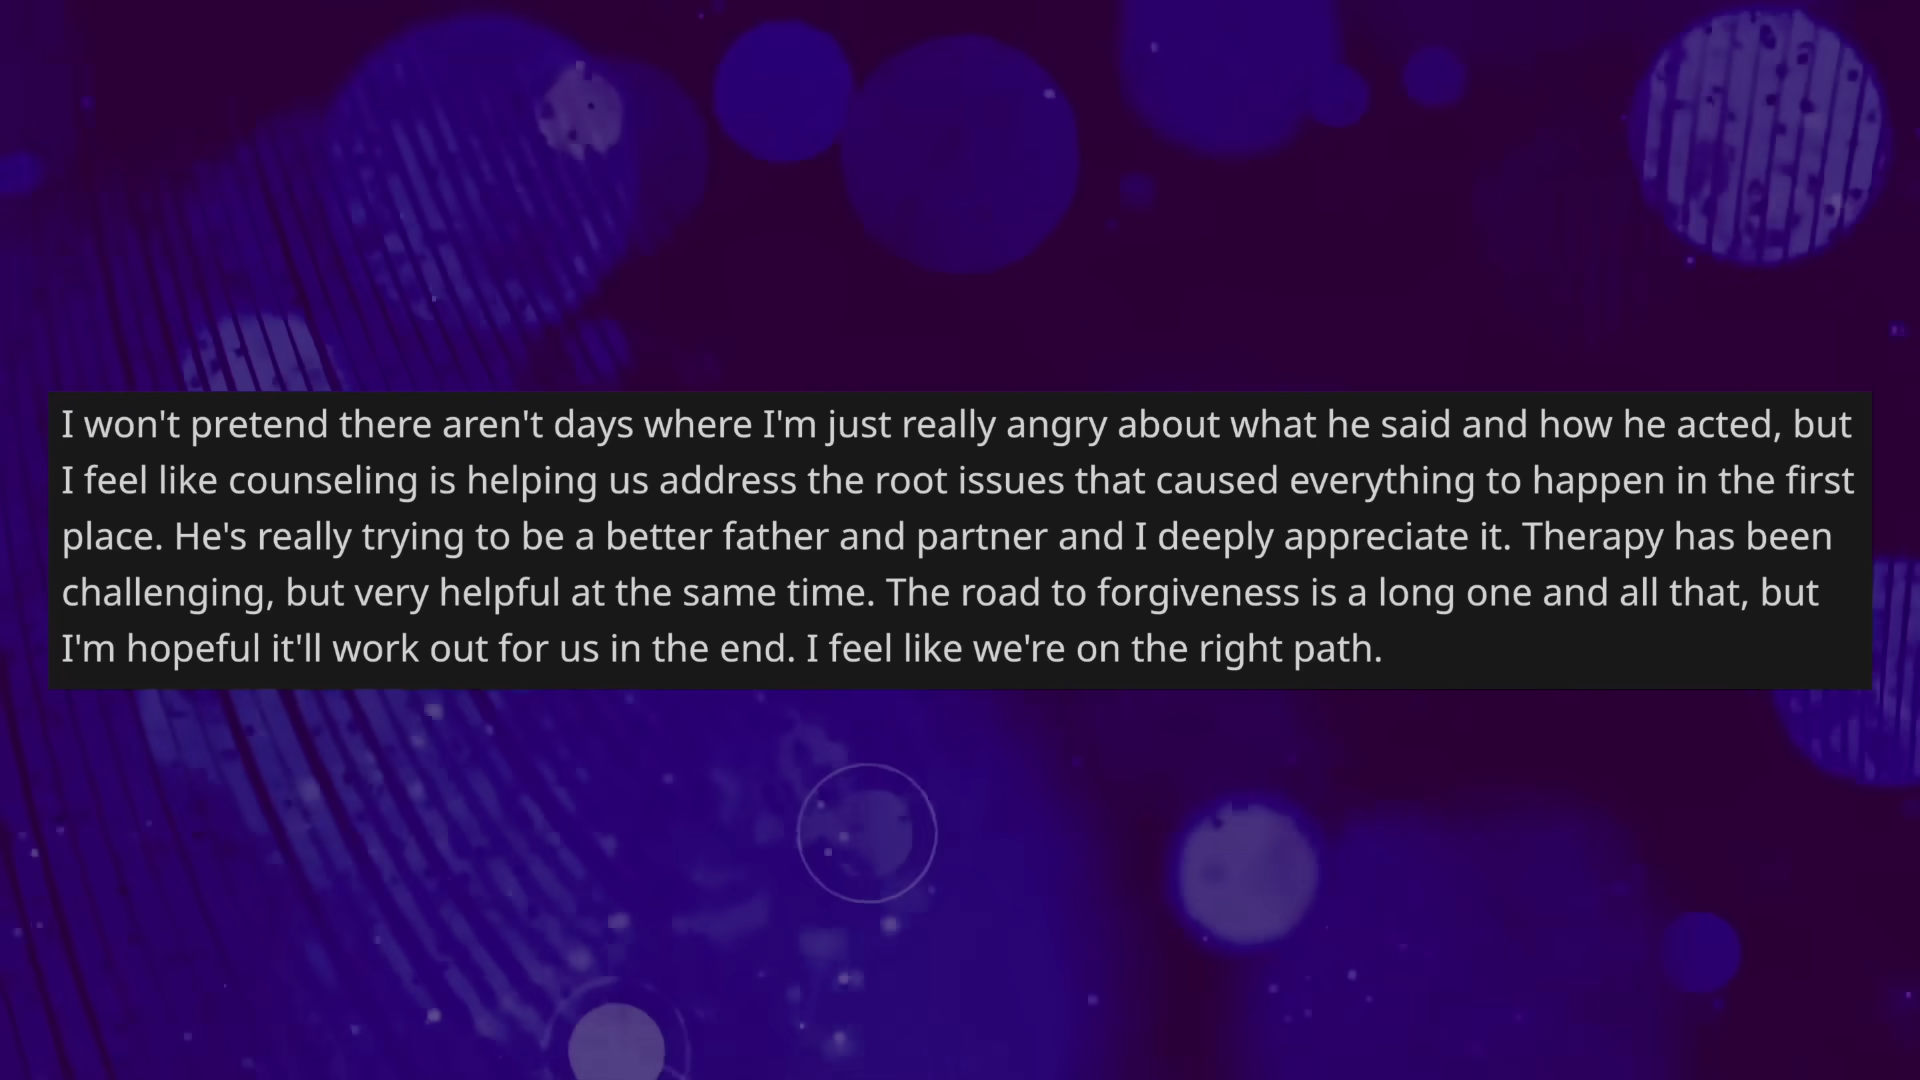 I won't pretend there aren't days where I'm just really angry about what he said and how he acted, but
I feel like counseling is helping us address the root issues that caused everything to happen in the first
place. He's really trying to be a better father and partner and I deeply appreciate it. Therapy has been
challenging, but very helpful at the same time. The road to forgiveness is a long one and all that, but
I'm hopeful it'll work out for us in the end. I feel like we're on the right path.